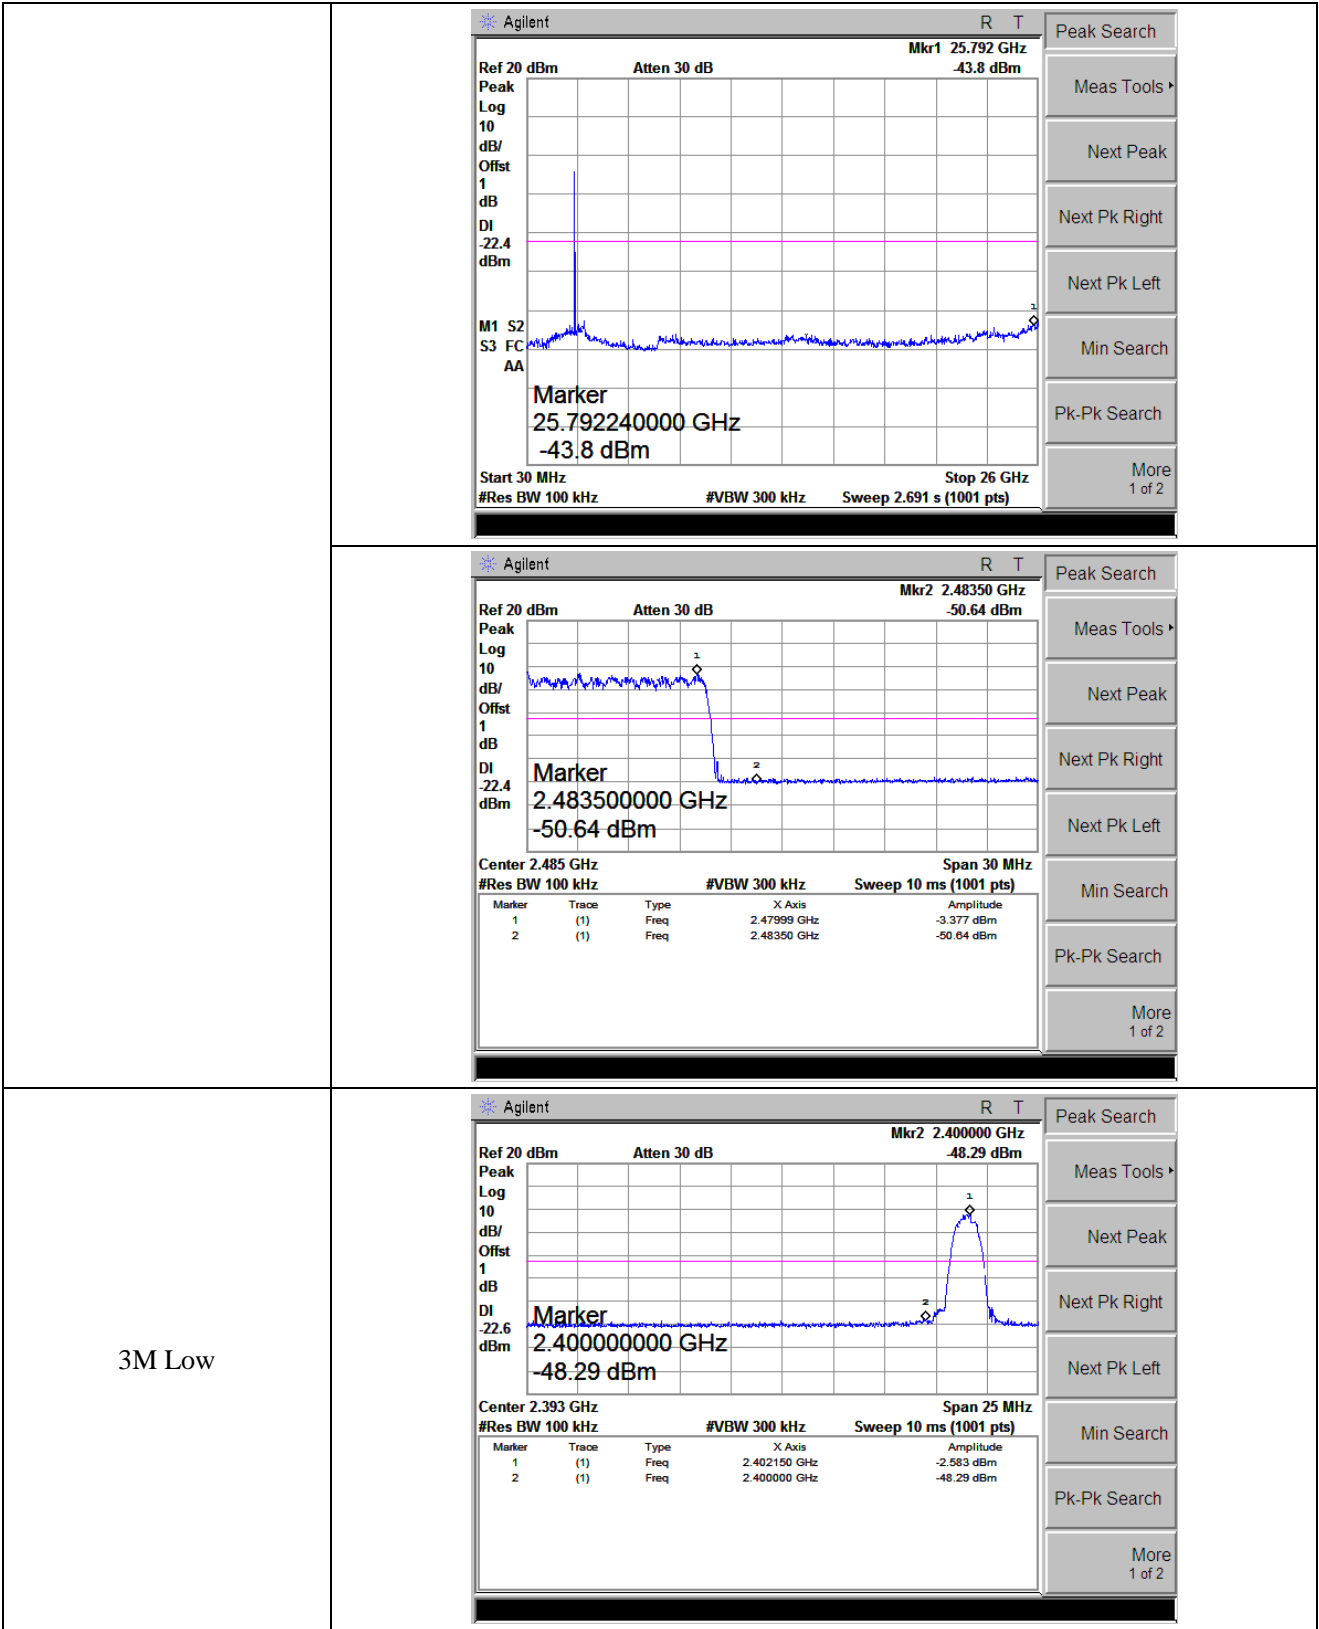 Agilent R T
Peak Search
Mkr1 25.792 GHz
Ref 20 dBm Atten 30 dB -43.8 dBm
Peak
Log
10
dB/
Offst
1
dB
DI
-22.4
dBm
M1 S2
S3 FC
AA
1
Marker
25.792240000 GHz
-43.8 dBm
Start 30 MHz Stop 26 GHz
#Res BW 100 kHz #VBW 300 kHz Sweep 2.691 s (1001 pts)
Meas Tools
Next Peak
Next Pk Right
Next Pk Left
Min Search
Pk-Pk Search
More
1 of 2
Agilent R T
Peak Search
Mkr2 2.48350 GHz
Ref 20 dBm Atten 30 dB -50.64 dBm
Peak
Log
10
dB/
Offst
1
dB
DI
-22.4
dBm
1
2
Marker
2.483500000 GHz
-50.64 dBm
Center 2.485 GHz Span 30 MHz
#Res BW 100 kHz #VBW 300 kHz Sweep 10 ms (1001 pts)
Marker Trace Type X Axis Amplitude
1 (1) Freq 2.47999 GHz -3.377 dBm
2 (1) Freq 2.48350 GHz -50.64 dBm
Meas Tools
Next Peak
Next Pk Right
Next Pk Left
Min Search
Pk-Pk Search
More
1 of 2
3M Low
Agilent R T
Peak Search
Mkr2 2.400000 GHz
Ref 20 dBm Atten 30 dB -48.29 dBm
Peak
Log
10
dB/
Offst
1
dB
DI
-22.6
dBm
1
2
Marker
2.400000000 GHz
-48.29 dBm
Center 2.393 GHz Span 25 MHz
#Res BW 100 kHz #VBW 300 kHz Sweep 10 ms (1001 pts)
Marker Trace Type X Axis Amplitude
1 (1) Freq 2.402150 GHz -2.583 dBm
2 (1) Freq 2.400000 GHz -48.29 dBm
Meas Tools
Next Peak
Next Pk Right
Next Pk Left
Min Search
Pk-Pk Search
More
1 of 2